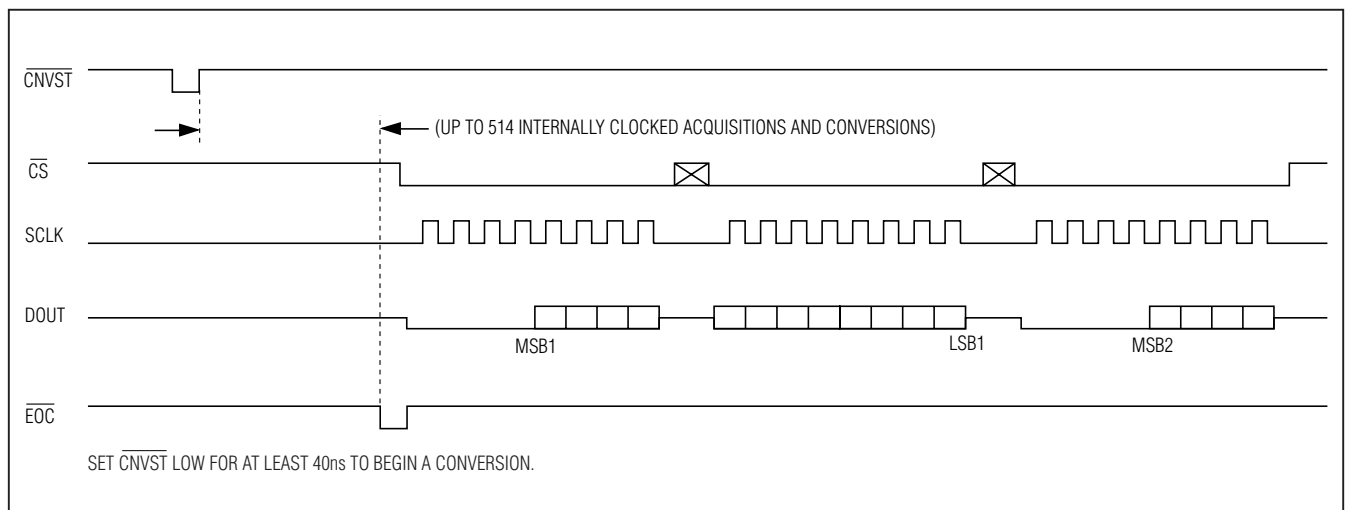 CNVST
(UP TO 514 INTERNALLY CLOCKED ACQUISITIONS AND CONVERSIONS)
CS
SCLK
DOUT
MSB1
LSB1
MSB2
EOC
SET CNVST LOW FOR AT LEAST 40ns TO BEGIN A CONVERSION.